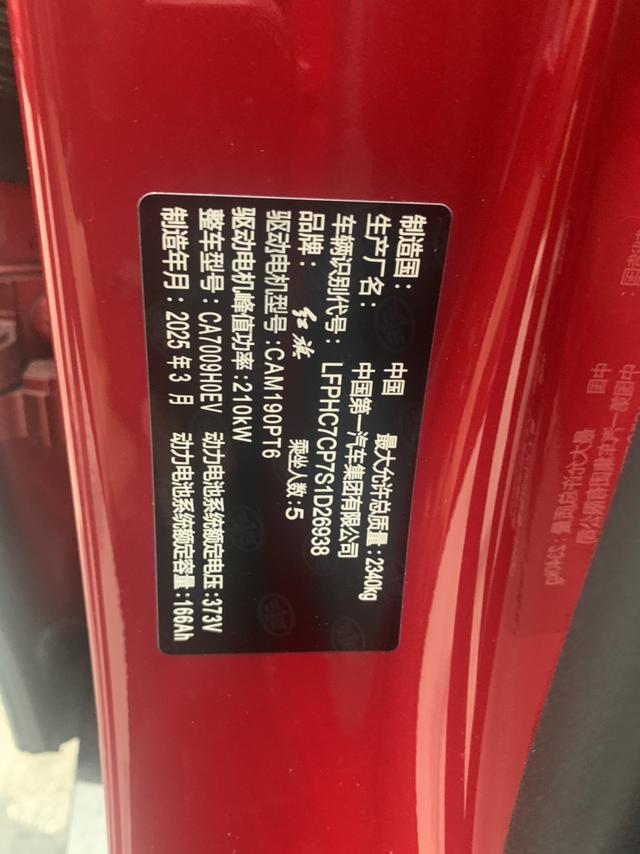 制造国： 中国 最大允许总质量:2340kg
生产厂名： 中国第一汽车集团有限公司
车辆识别代号： LFPHC7CP7S1D26938
品牌： 红旗 乘坐人数:5
驱动电机型号:CAM190PT6
驱动电机峰值功率:210kW
整车型号:CA7009H0EV 动力电池系统额定电压:373V
制造年月：2025年3月 动力电池系统额定容量:166Ah